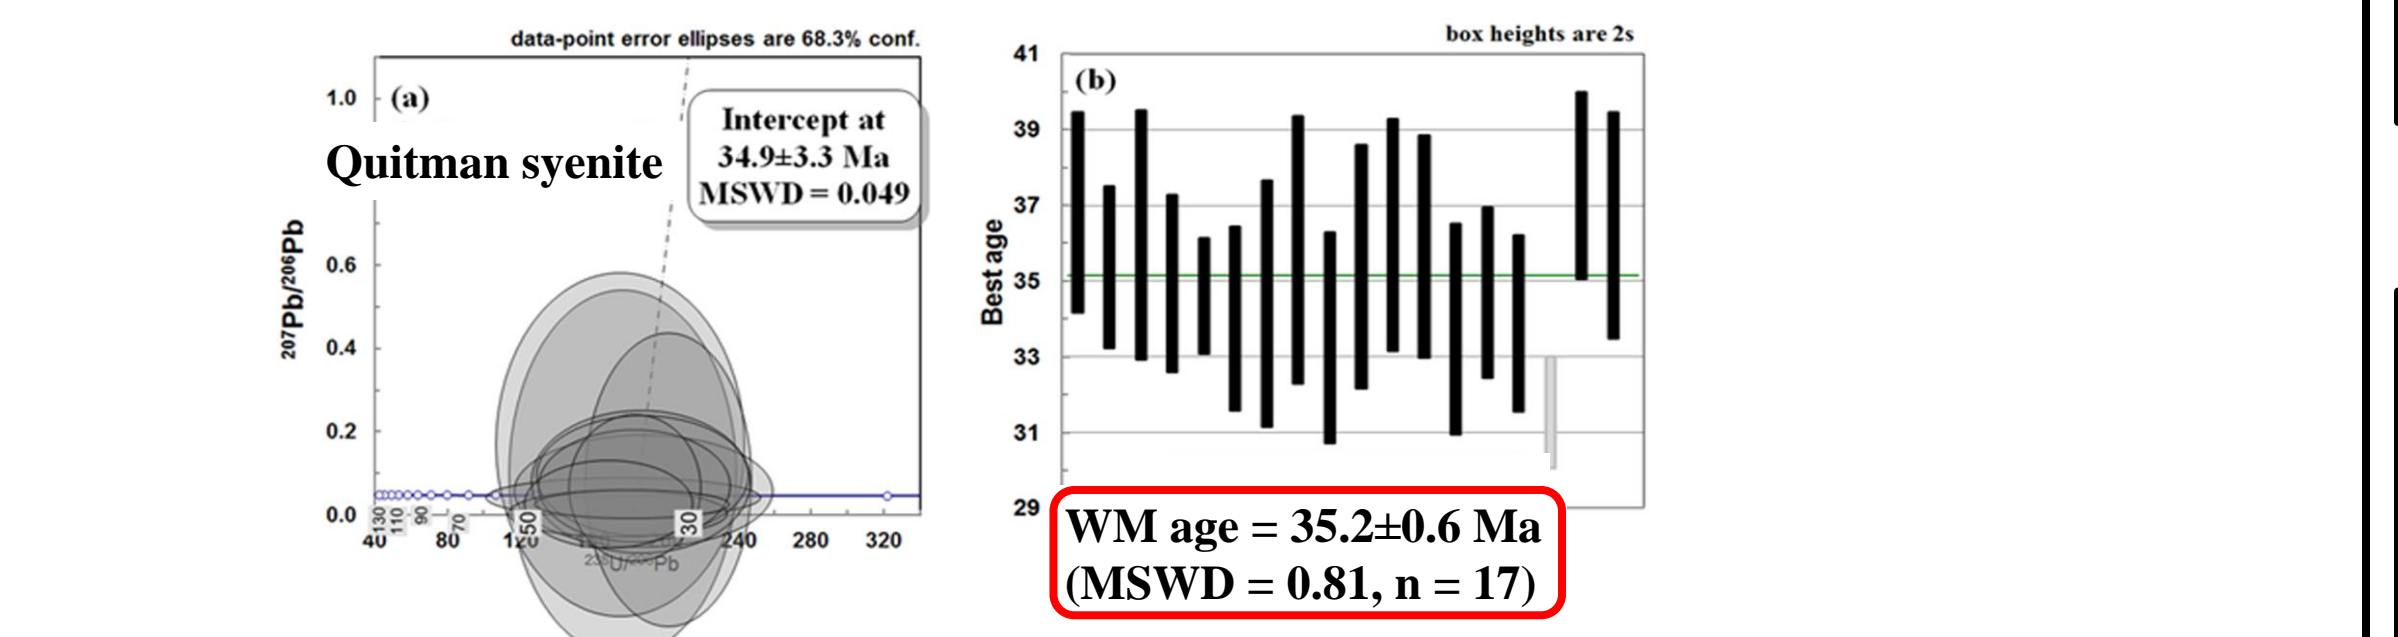 data-point error ellipses are 68.3% conf.
(a)
1.0
0.6
0.4
0.2
0.0
²⁰⁷Pb/²⁰⁶Pb
Quitman syenite
Intercept at
34.9±3.3 Ma
MSWD = 0.049
130
110
90
70
50
30
40
80
120
240
280
320
box heights are 2s
(b)
41
39
37
35
33
31
29
Best age
WM age = 35.2±0.6 Ma
(MSWD = 0.81, n = 17)